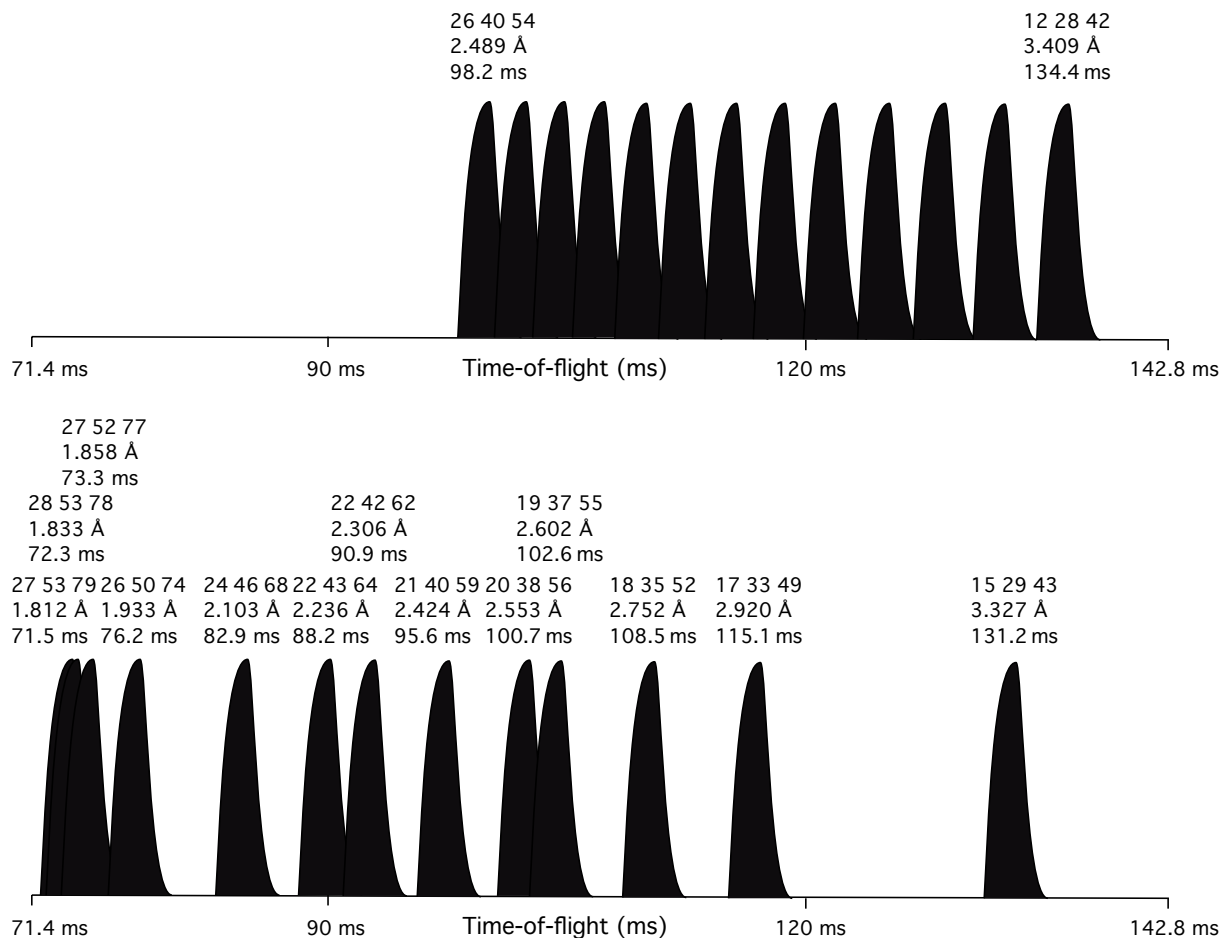 26 40 54
2.489 Å
98.2 ms
12 28 42
3.409 Å
134.4 ms
71.4 ms
90 ms
Time-of-flight (ms)
120 ms
142.8 ms
27 52 77
1.858 Å
73.3 ms
28 53 78
1.833 Å
72.3 ms
22 42 62
2.306 Å
90.9 ms
19 37 55
2.602 Å
102.6 ms
27 53 79
1.812 Å
71.5 ms
26 50 74
1.933 Å
76.2 ms
24 46 68
2.103 Å
82.9 ms
22 43 64
2.236 Å
88.2 ms
21 40 59
2.424 Å
95.6 ms
20 38 56
2.553 Å
100.7 ms
18 35 52
2.752 Å
108.5 ms
17 33 49
2.920 Å
115.1 ms
15 29 43
3.327 Å
131.2 ms
71.4 ms
90 ms
Time-of-flight (ms)
120 ms
142.8 ms